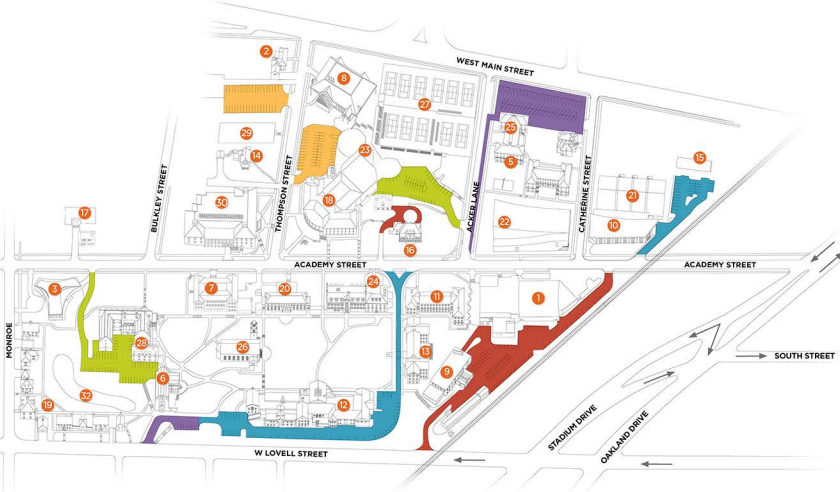 2
WEST MAIN STREET
8
27
29
25
23
14
THOMPSON STREET
5
15
BULKLEY STREET
ACKER LANE
CATHERINE STREET
21
30
18
17
22
10
16
ACADEMY STREET
ACADEMY STREET
3
7
20
24
11
1
MONROE
28
26
13
SOUTH STREET
9
6
32
19
12
STADIUM DRIVE
OAKLAND DRIVE
W LOVELL STREET